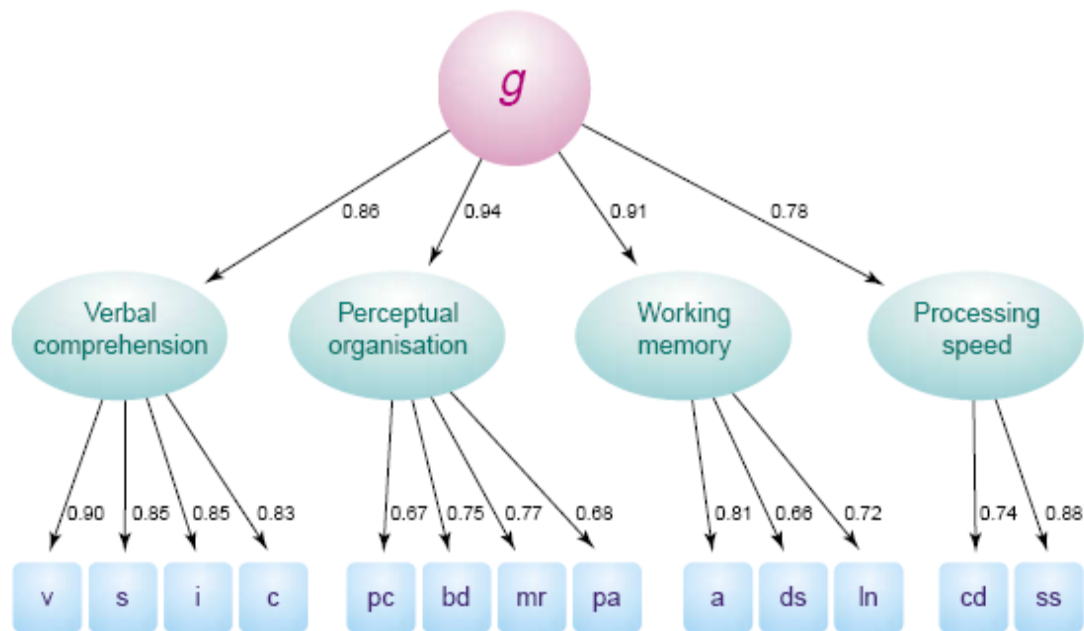 g
0.86
0.94
0.91
0.78
Verbal
comprehension
Perceptual
organisation
Working
memory
Processing
speed
0.90
0.85
0.85
0.83
0.67
0.75
0.77
0.68
0.81
0.66
0.72
0.74
0.88
v
s
i
c
pc
bd
mr
pa
a
ds
ln
cd
ss